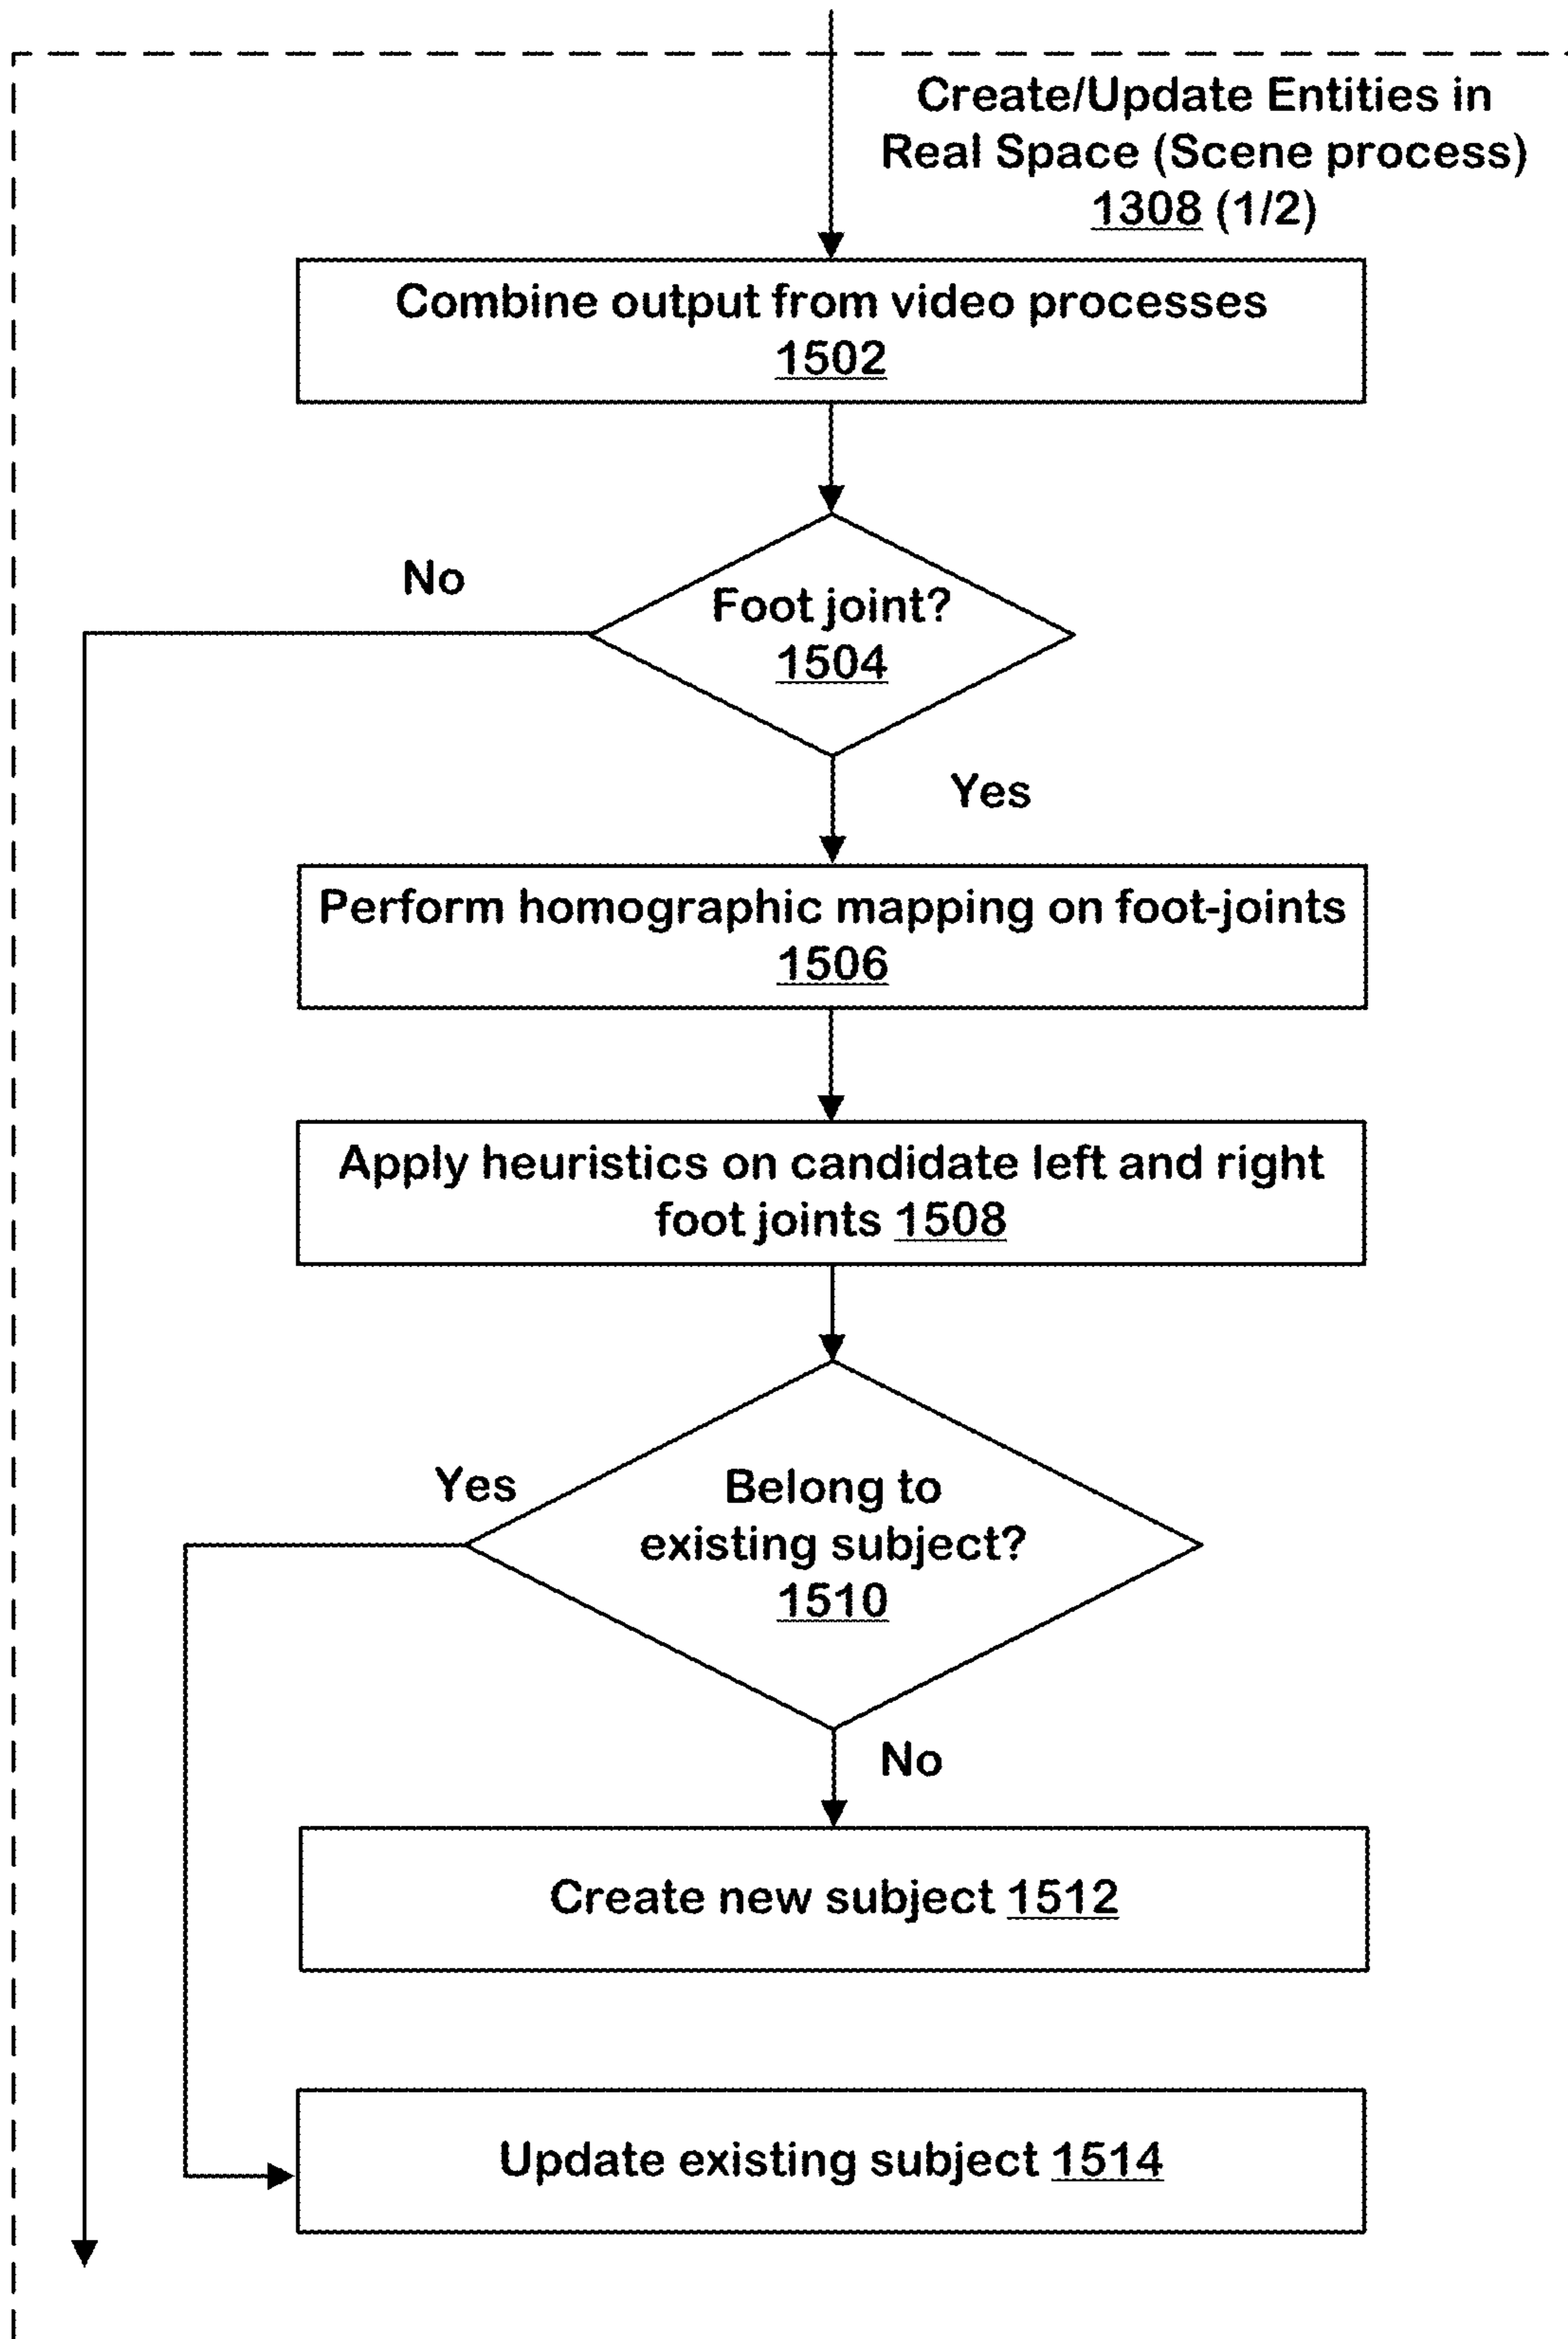 Create/Update Entities in
Real Space (Scene process)
1308 (1/2)
Combine output from video processes
1502
Foot joint?
1504
No
Yes
Perform homographic mapping on foot-joints
1506
Apply heuristics on candidate left and right
foot joints 1508
Belong to
existing subject?
1510
Yes
No
Create new subject 1512
Update existing subject 1514